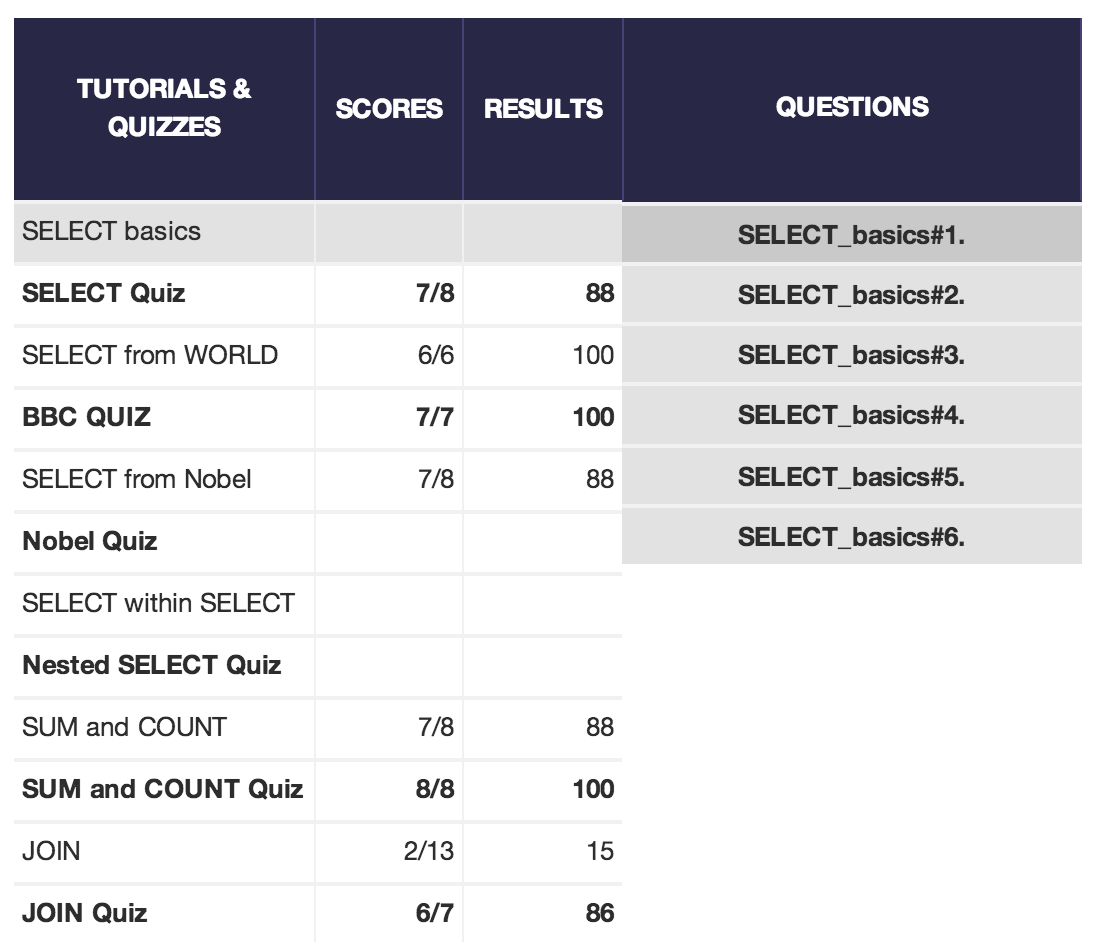 TUTORIALS &
QUIZZES
SCORES RESULTS QUESTIONS
SELECT basics SELECT_basics#1.
SELECT Quiz 7/8 88 SELECT_basics#2.
SELECT from WORLD 6/6 100 SELECT_basics#3.
BBC QUIZ 7/7 100 SELECT_basics#4.
SELECT from Nobel 7/8 88 SELECT_basics#5.
Nobel Quiz SELECT_basics#6.
SELECT within SELECT
Nested SELECT Quiz
SUM and COUNT 7/8 88
SUM and COUNT Quiz 8/8 100
JOIN 2/13 15
JOIN Quiz 6/7 86